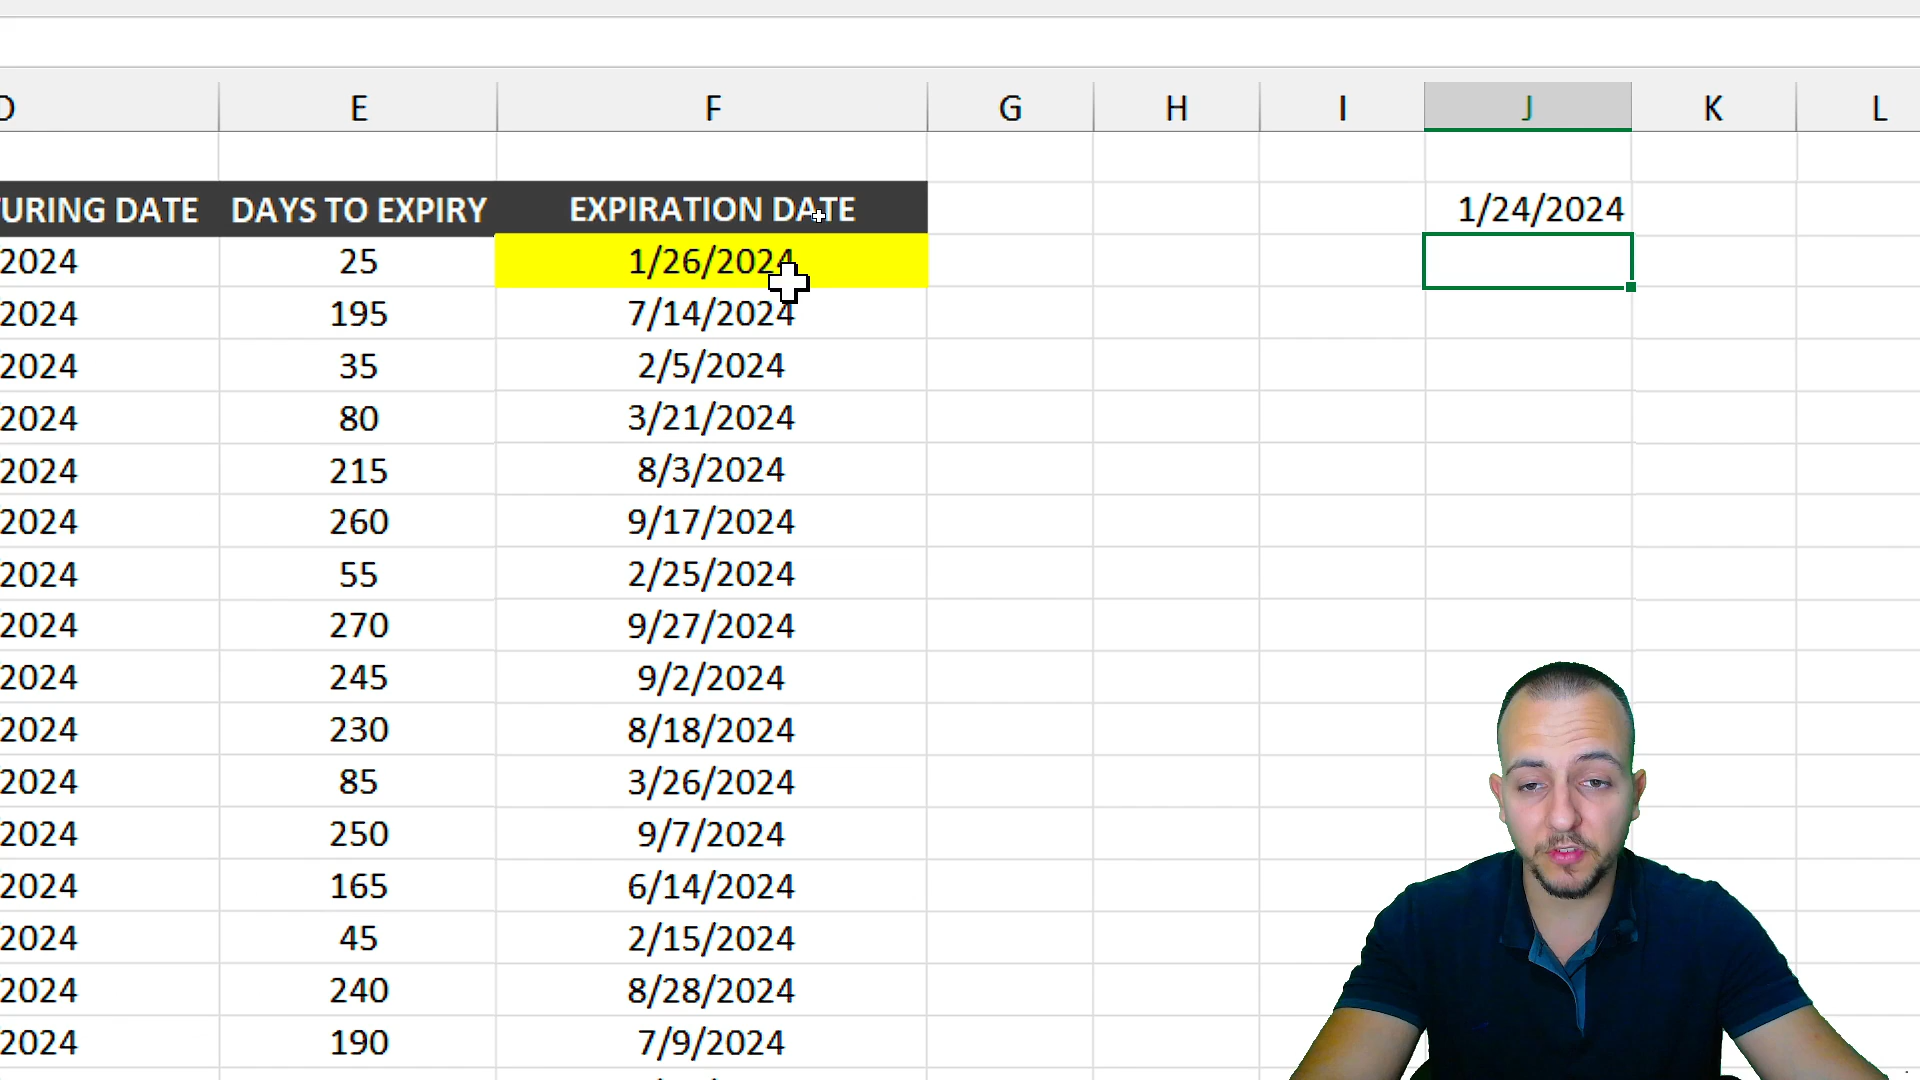 D E F G H I J K L
URING DATE DAYS TO EXPIRY EXPIRATION DATE 1/24/2024
2024 25 1/26/2024
2024 195 7/14/2024
2024 35 2/5/2024
2024 80 3/21/2024
2024 215 8/3/2024
2024 260 9/17/2024
2024 55 2/25/2024
2024 270 9/27/2024
2024 245 9/2/2024
2024 230 8/18/2024
2024 85 3/26/2024
2024 250 9/7/2024
2024 165 6/14/2024
2024 45 2/15/2024
2024 240 8/28/2024
2024 190 7/9/2024